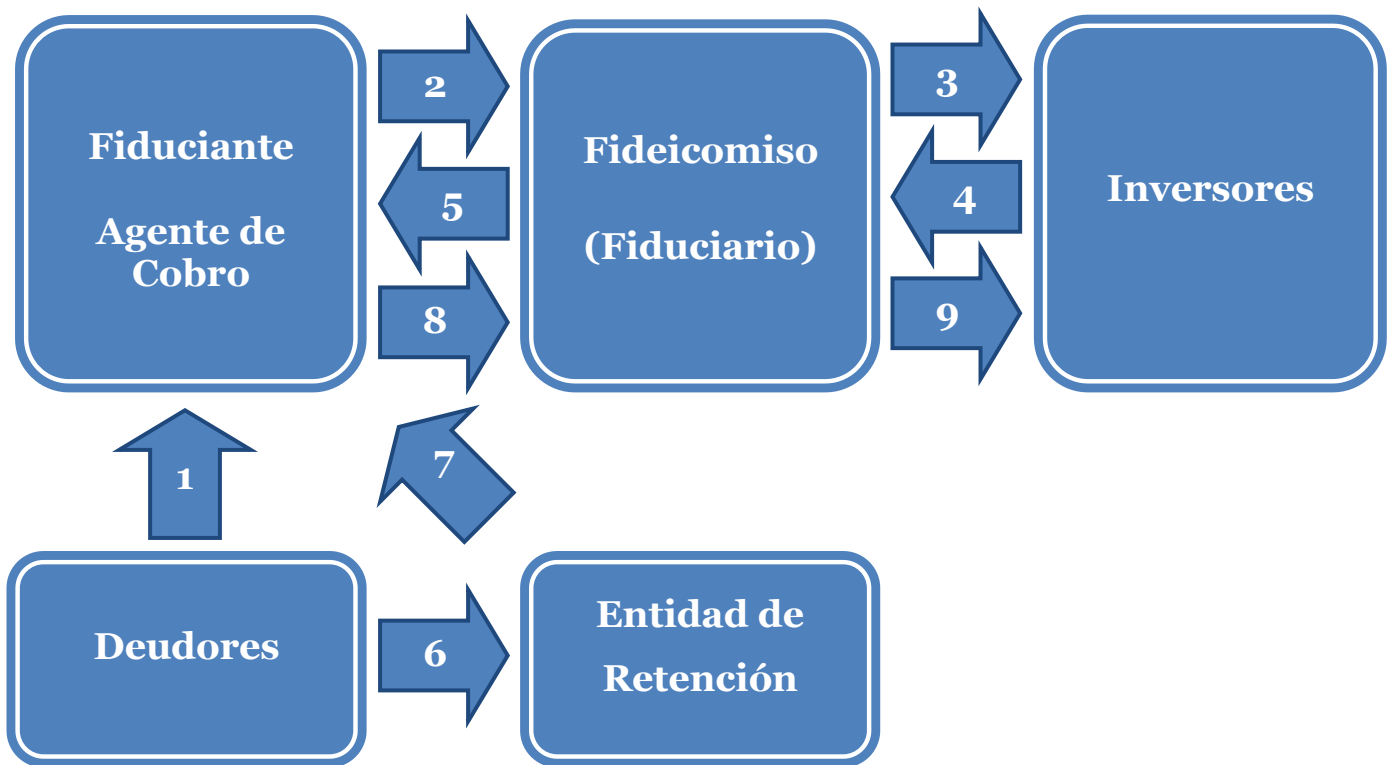 Fiduciante
Agente de
Cobro
2
5
8
Fideicomiso
(Fiduciario)
3
4
9
Inversores
1
7
Deudores
6
Entidad de
Retención